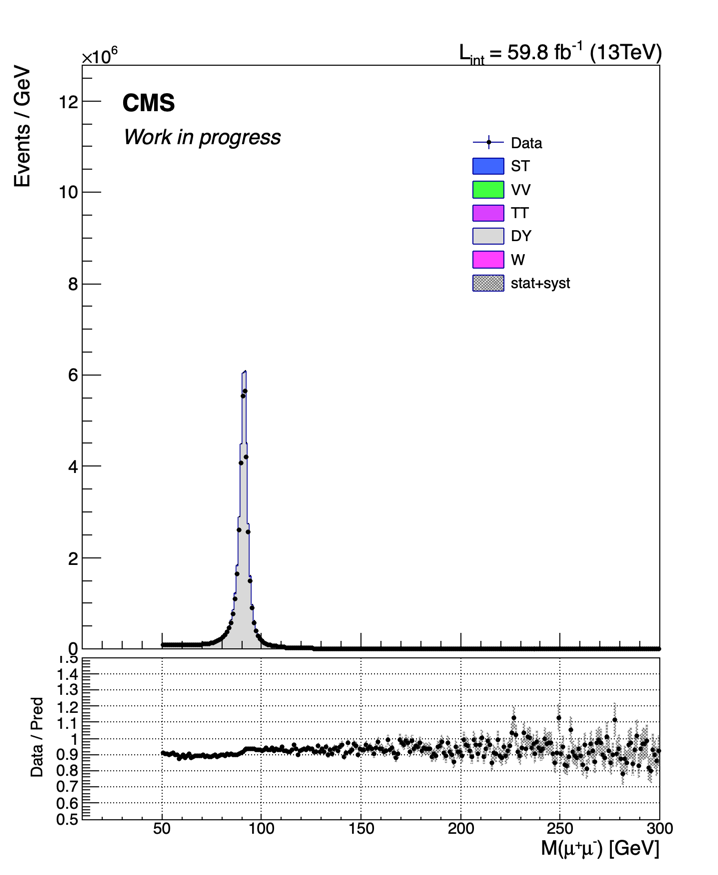 ×10⁶
L_int = 59.8 fb⁻¹ (13TeV)
Events / GeV
12
10
8
6
4
2
0
CMS
Work in progress
Data
ST
VV
TT
DY
W
stat+syst
Data / Pred
1.5
1.4
1.3
1.2
1.1
1
0.9
0.8
0.7
0.6
0.5
50 100 150 200 250 300
M(μ⁺μ⁻) [GeV]